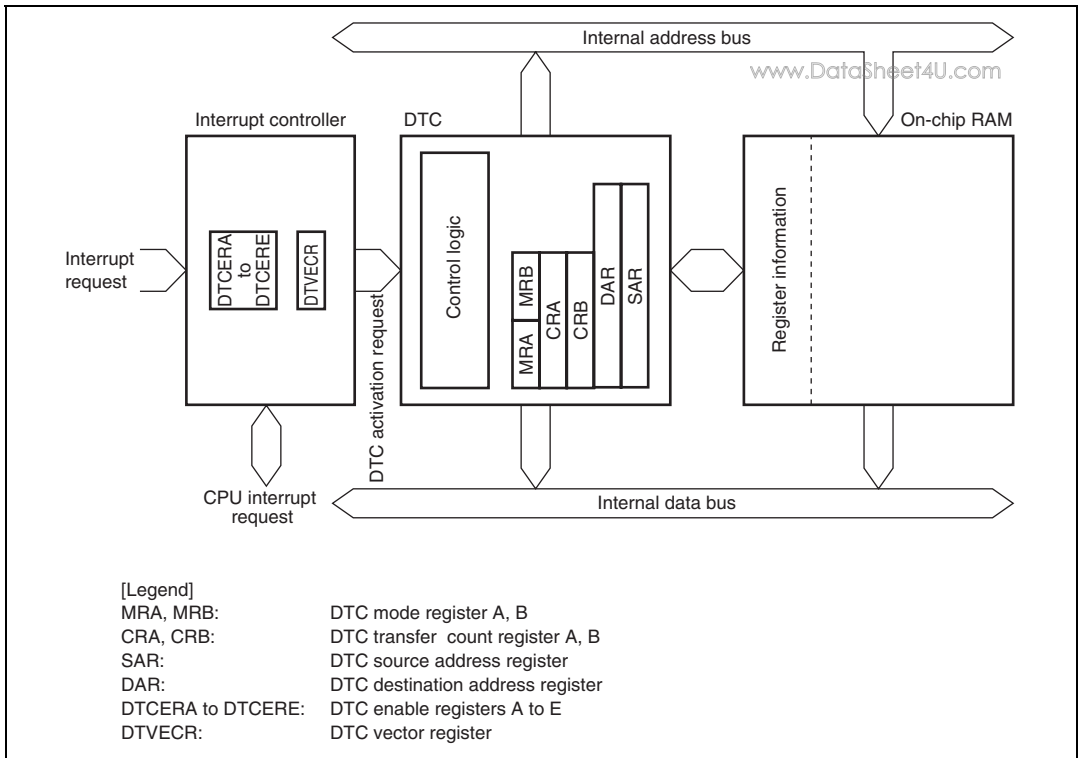 Internal address bus
www.DataSheet4U.com
Interrupt controller
DTC
On-chip RAM
Interrupt
request
DTCERA
to
DTCERE
DTVECR
DTC activation request
Control logic
MRA
MRB
CRA
CRB
DAR
SAR
Register information
CPU interrupt
request
Internal data bus
[Legend]
MRA, MRB: DTC mode register A, B
CRA, CRB: DTC transfer count register A, B
SAR: DTC source address register
DAR: DTC destination address register
DTCERA to DTCERE: DTC enable registers A to E
DTVECR: DTC vector register